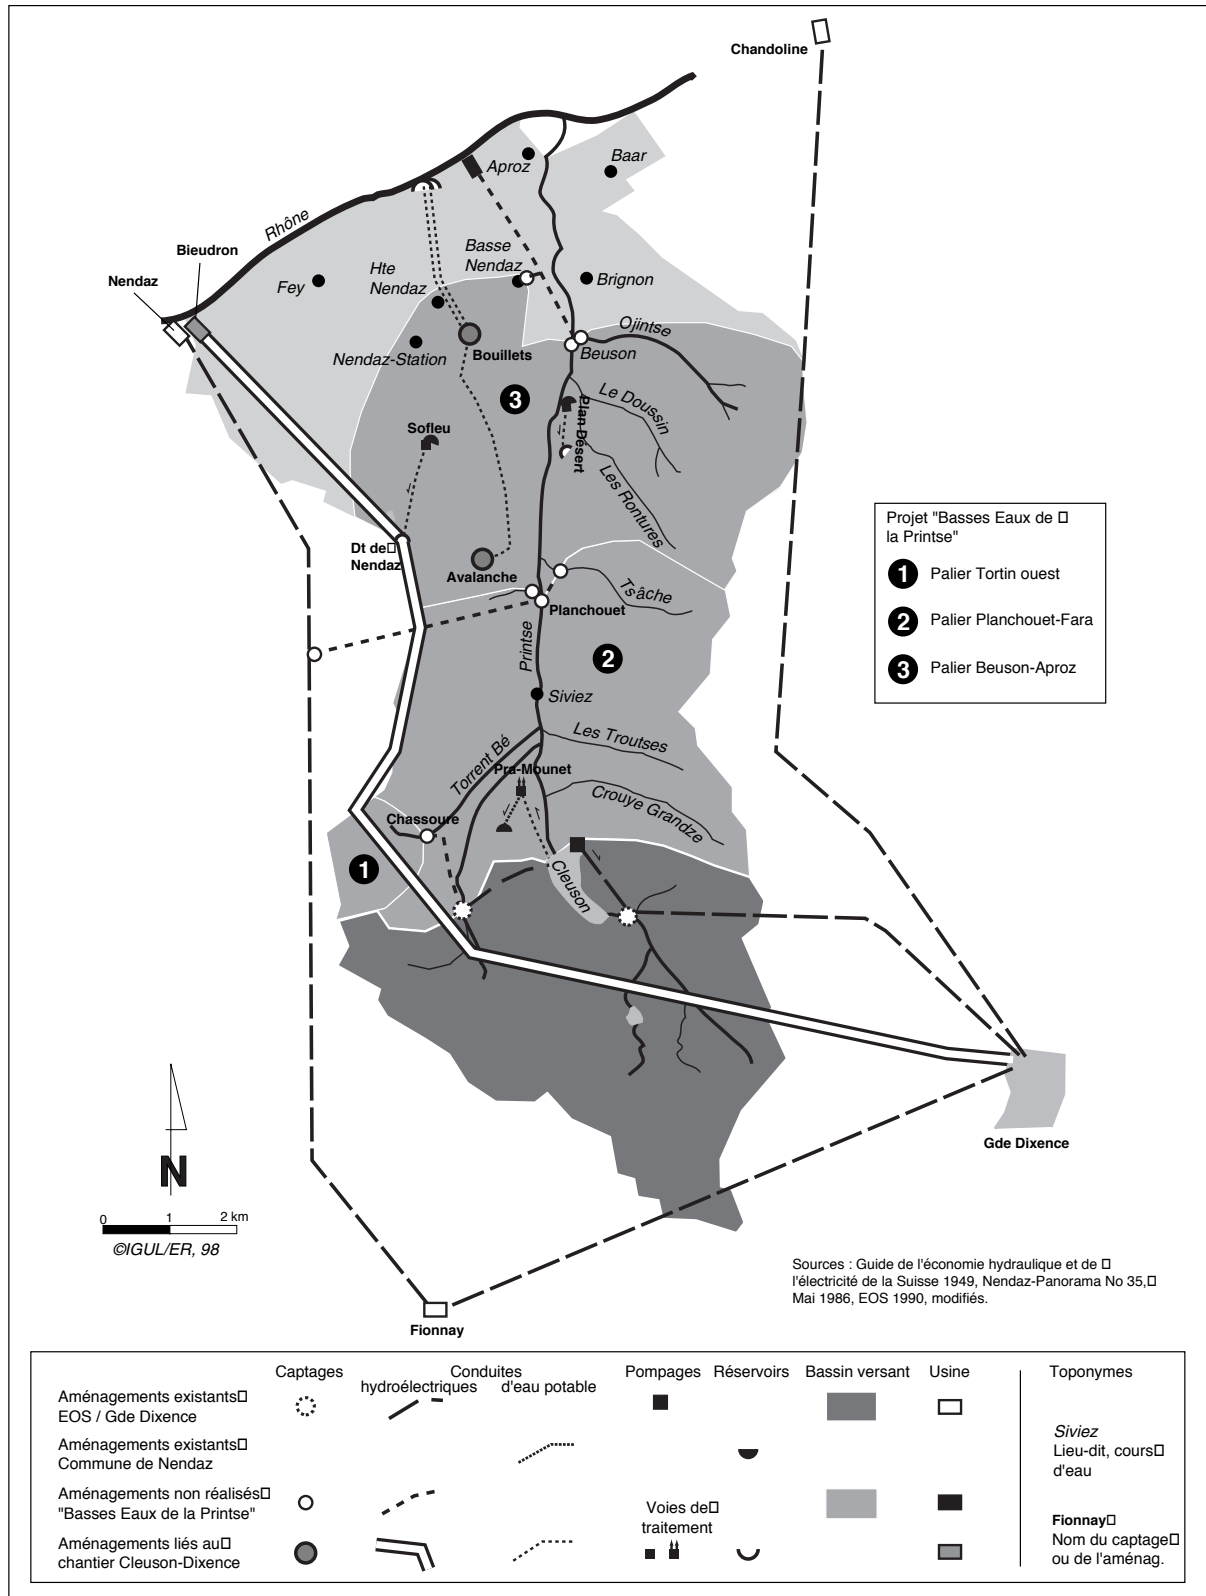 Chandoline
Aproz
Baar
Rhône
Bieudron
Nendaz
Fey
Hte
Nendaz
Basse
Nendaz
Brignon
Ojintse
Nendaz-Station
Bouillets
Beuson
3
Le Doussin
Plan Désert
Sofleu
Les Rontures
Dt de
Nendaz
Avalanche
Tsâche
Planchouet
Printse
2
Siviez
Les Troutses
Torrent Bé
Pra-Mounet
Crouye Grandze
Chassoure
1
Cleuson
Projet "Basses Eaux de
la Printse"
1 Palier Tortin ouest
2 Palier Planchouet-Fara
3 Palier Beuson-Aproz
Gde Dixence
N
0 1 2 km
©IGUL/ER, 98
Fionnay
Sources : Guide de l'économie hydraulique et de
l'électricité de la Suisse 1949, Nendaz-Panorama No 35,
Mai 1986, EOS 1990, modifiés.
Captages Conduites Pompages Réservoirs Bassin versant Usine Toponymes
hydroélectriques d'eau potable
Aménagements existants
EOS / Gde Dixence
Aménagements existants
Commune de Nendaz
Aménagements non réalisés
"Basses Eaux de la Printse"
Aménagements liés au
chantier Cleuson-Dixence
Voies de
traitement
Siviez
Lieu-dit, cours
d'eau
Fionnay
Nom du captage
ou de l'aménag.